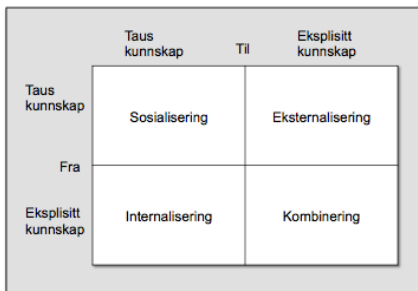 Taus
kunnskap
Til
Eksplisitt
kunnskap
Taus
kunnskap
Sosialisering
Eksternalisering
Fra
Eksplisitt
kunnskap
Internalisering
Kombinering